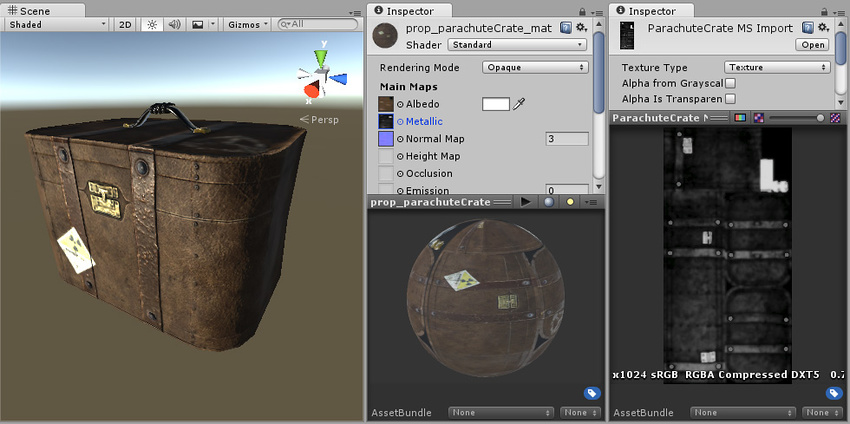 Scene
Shaded
2D
Gizmos
All
y
x
Persp
Inspector
prop_parachuteCrate_mat
Shader
Standard
Rendering Mode
Opaque
Main Maps
Albedo
Metallic
Normal Map
3
Height Map
Occlusion
Emission
0
prop_parachuteCrate
AssetBundle
None
None
Inspector
ParachuteCrate MS Import
Open
Texture Type
Texture
Alpha from Grayscal
Alpha Is Transparen
ParachuteCrate M
x1024 sRGB RGBA Compressed DXT5 0.7
AssetBundle
None
None